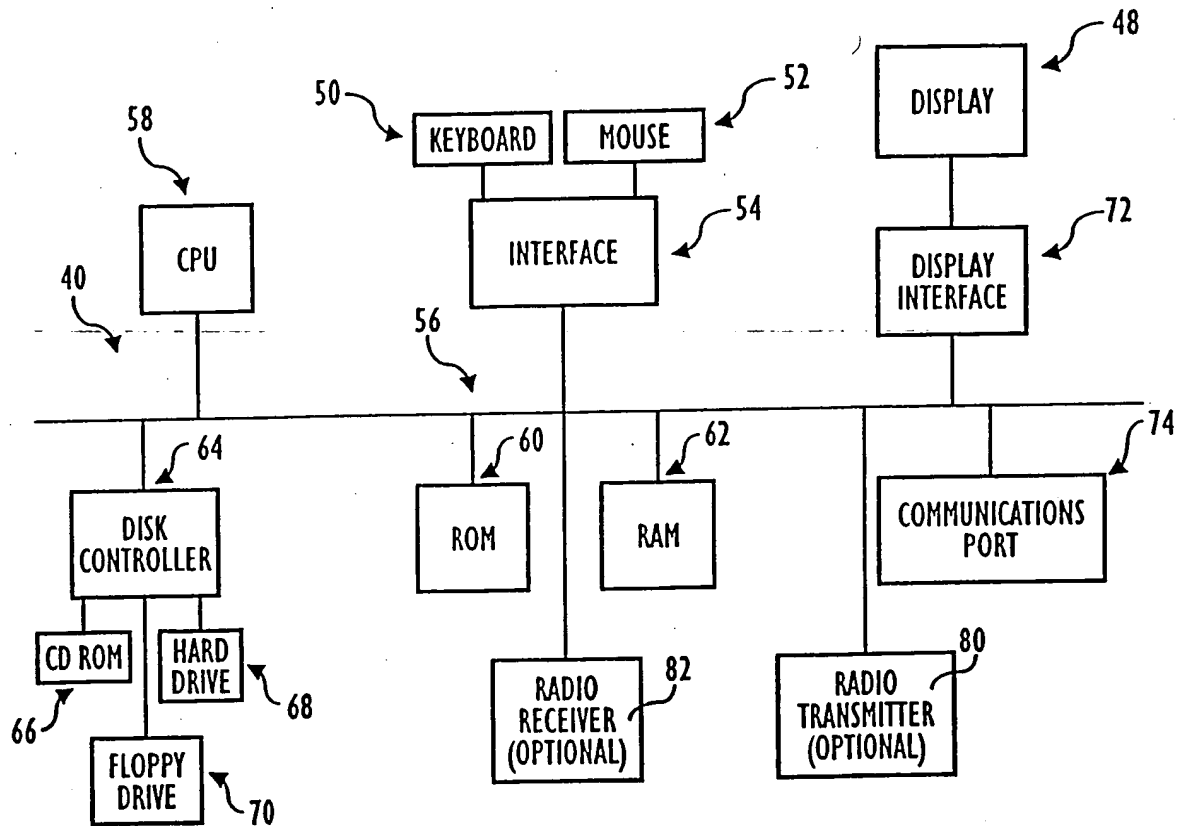 48
DISPLAY
50
KEYBOARD
52
MOUSE
58
CPU
INTERFACE
54
72
DISPLAY
INTERFACE
40
56
64
60
62
74
DISK
CONTROLLER
ROM
RAM
COMMUNICATIONS
PORT
CD ROM
66
HARD
DRIVE
68
FLOPPY
DRIVE
70
RADIO
RECEIVER
(OPTIONAL)
82
RADIO
TRANSMITTER
(OPTIONAL)
80